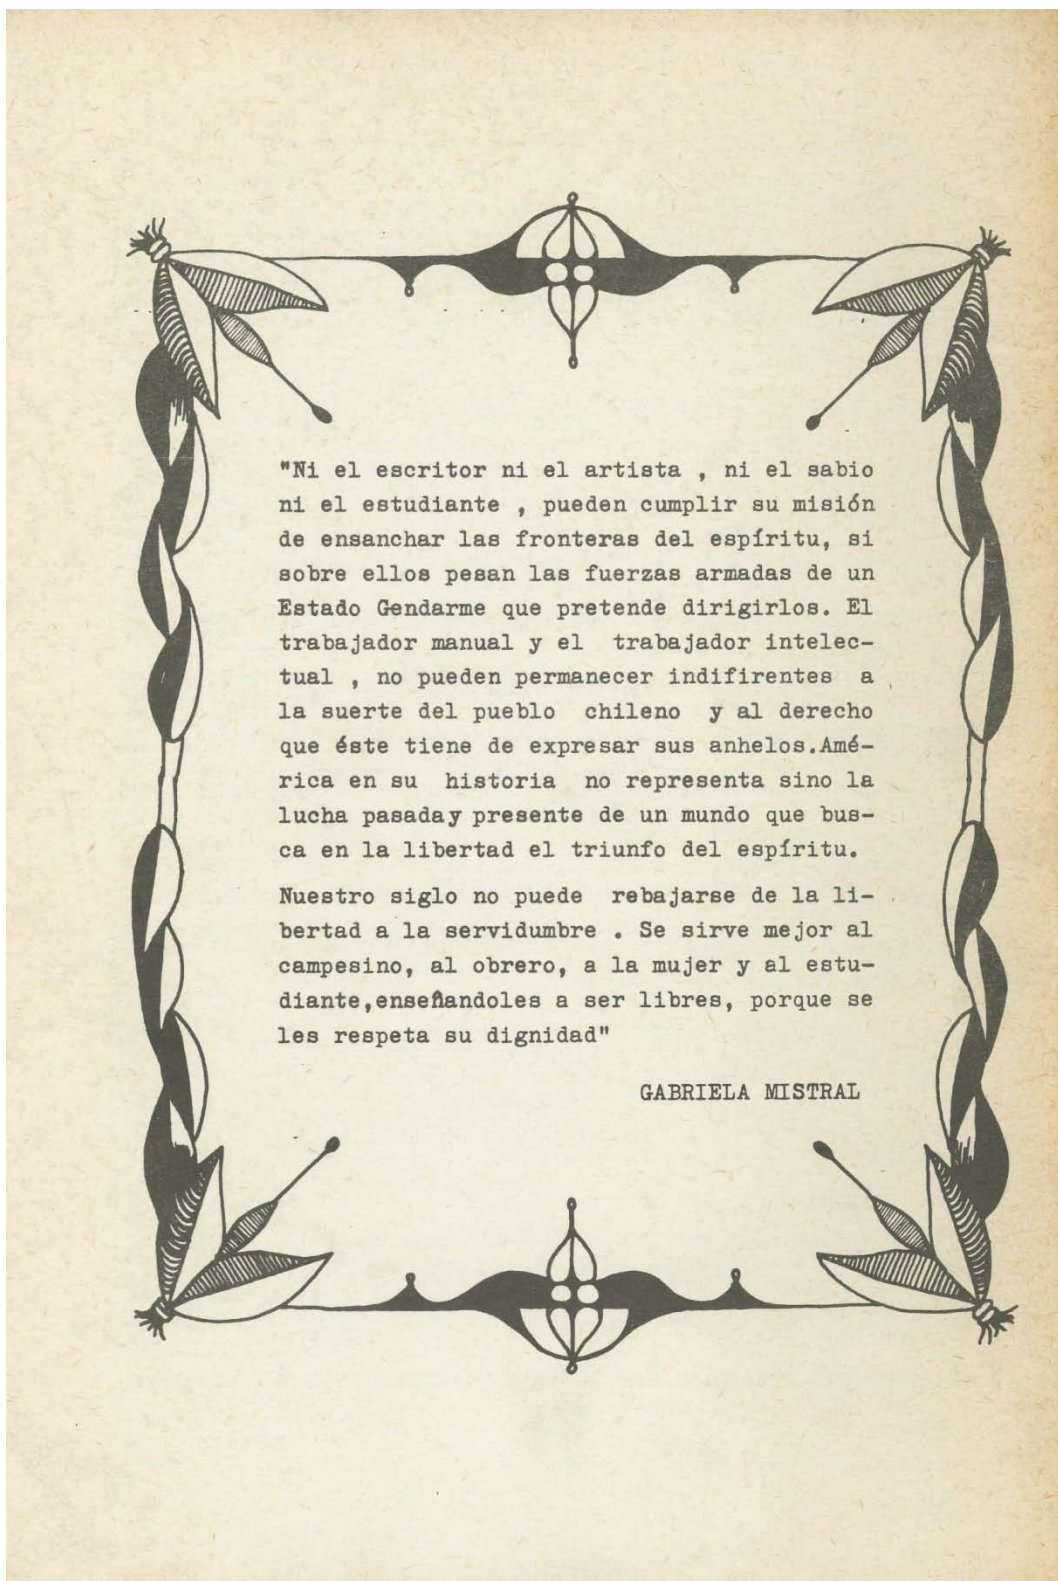 "Ni el escritor ni el artista , ni el sabio
ni el estudiante , pueden cumplir su misión
de ensanchar las fronteras del espíritu, si
sobre ellos pesan las fuerzas armadas de un
Estado Gendarme que pretende dirigirlos. El
trabajador manual y el trabajador intelec-
tual , no pueden permanecer indifirentes a
la suerte del pueblo chileno y al derecho
que éste tiene de expresar sus anhelos.Amé-
rica en su historia no representa sino la
lucha pasada y presente de un mundo que bus-
ca en la libertad el triunfo del espíritu.
Nuestro siglo no puede rebajarse de la li-
bertad a la servidumbre . Se sirve mejor al
campesino, al obrero, a la mujer y al estu-
diante,enseñandoles a ser libres, porque se
les respeta su dignidad"
GABRIELA MISTRAL